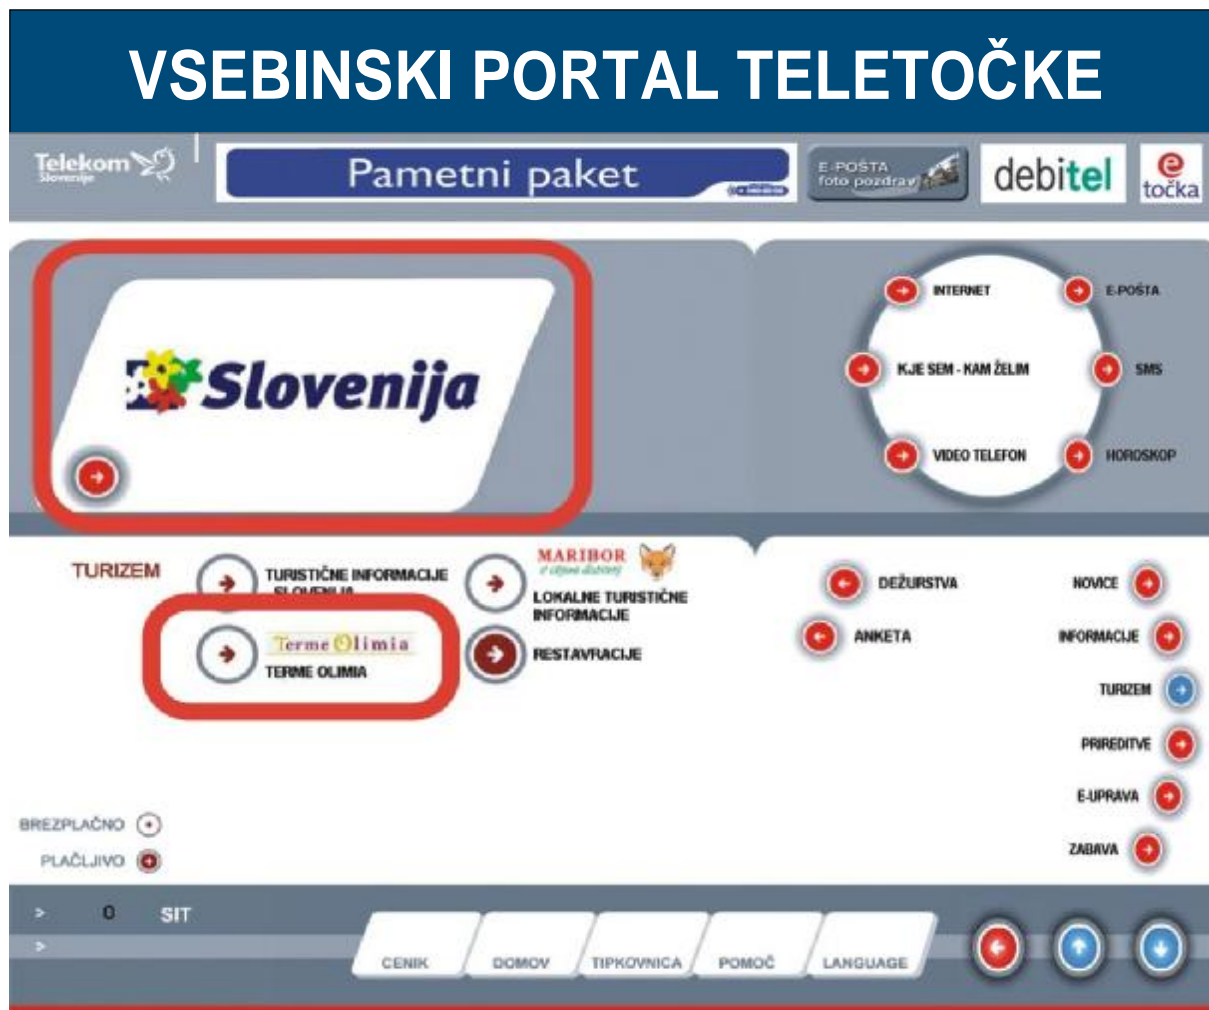 VSEBINSKI PORTAL TELETOČKE
Telekom
Slovenije
Pametni paket
E-POŠTA
foto pozdrav
debitel
e
točka
Slovenija
INTERNET
E-POŠTA
KJE SEM - KAM ŽELIM
SMS
VIDEO TELEFON
HOROSKOP
TURIZEM
TURISTIČNE INFORMACIJE
SLOVENIJA
MARIBOR
LOKALNE TURISTIČNE
INFORMACIJE
Terme Olimia
TERME OLIMIA
RESTAVRACIJE
DEŽURSTVA
NOVICE
ANKETA
INFORMACIJE
TURIZEM
PRIREDITVE
E-UPRAVA
ZABAVA
BREZPLAČNO
PLAČLJIVO
> 0 SIT
>
CENIK
DOMOV
TIPKOVNICA
POMOČ
LANGUAGE